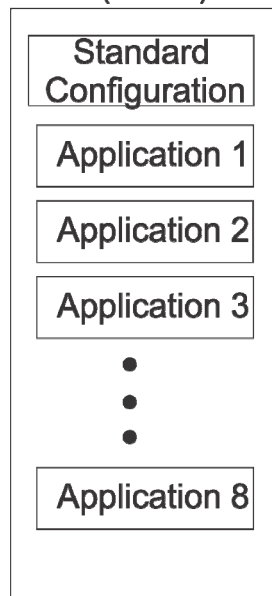 Standard
Configuration
Application 1
Application 2
Application 3
Application 8